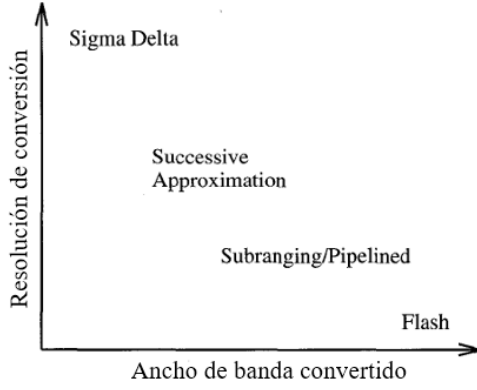 Resolución de conversión
Sigma Delta
Successive
Approximation
Subranging/Pipelined
Flash
Ancho de banda convertido